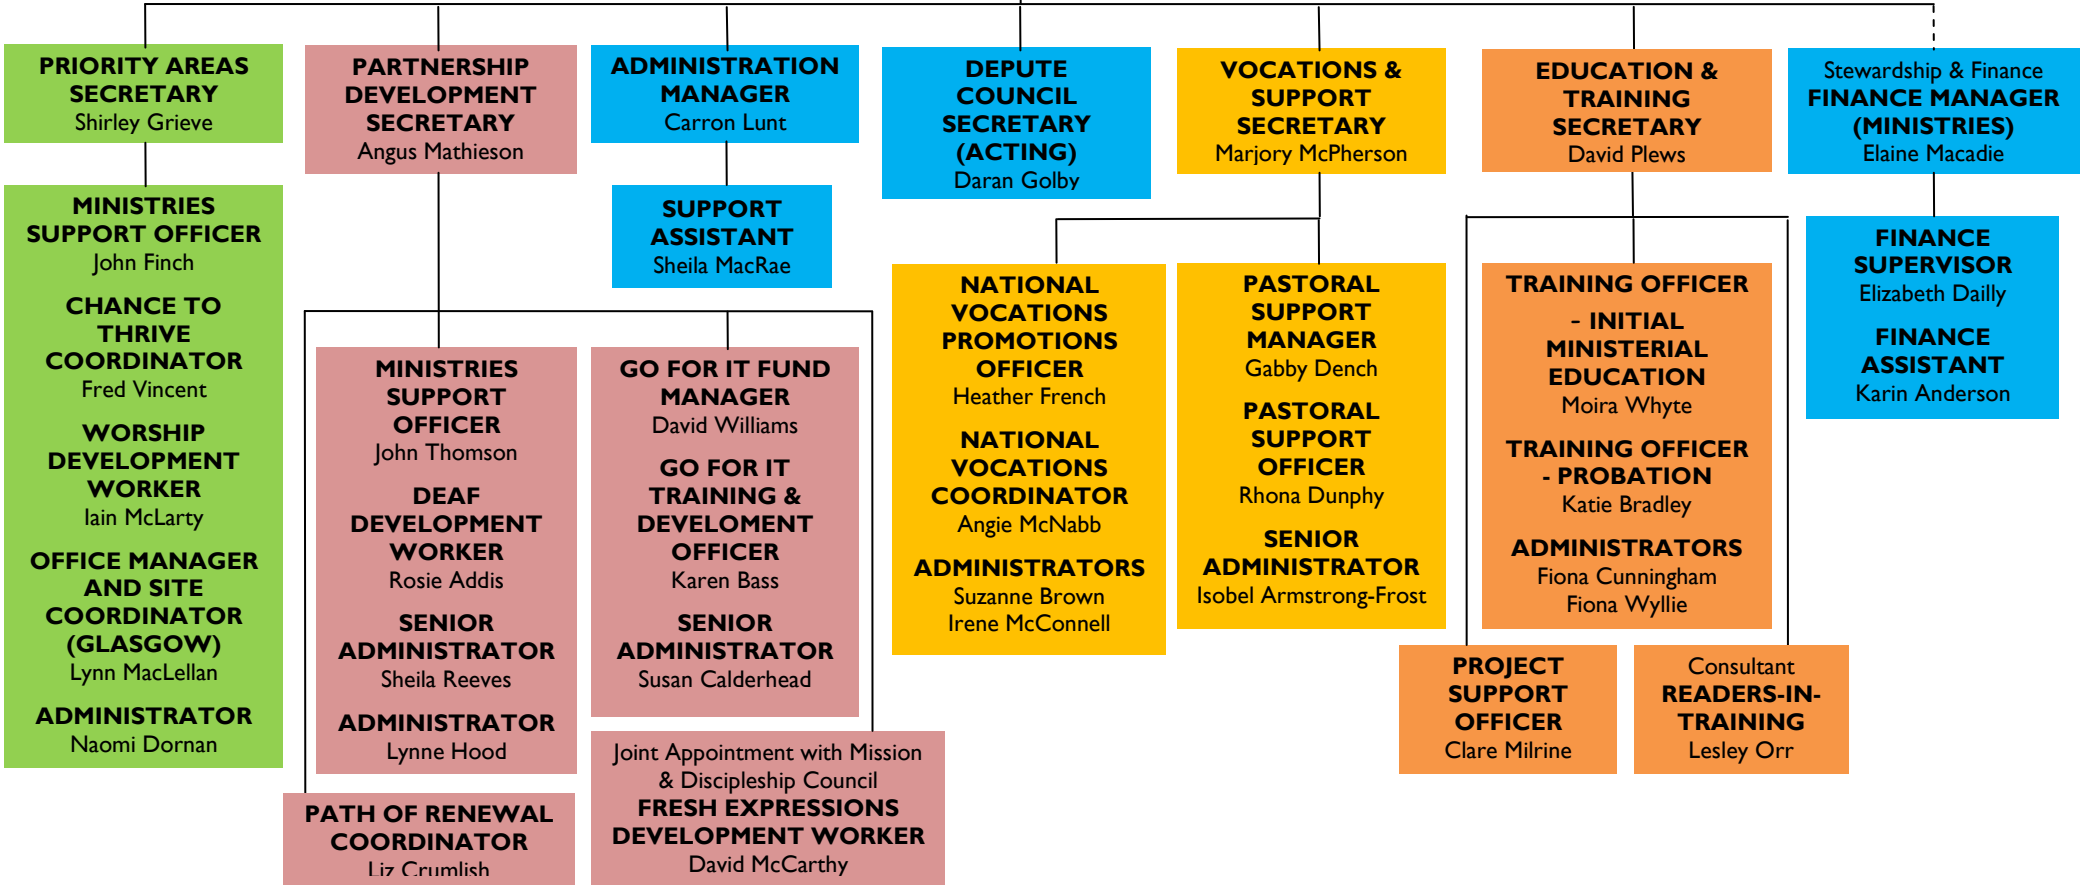 PRIORITY AREAS
SECRETARY
Shirley Grieve
MINISTRIES
SUPPORT OFFICER
John Finch
CHANCE TO
THRIVE
COORDINATOR
Fred Vincent
WORSHIP
DEVELOPMENT
WORKER
Iain McLarty
OFFICE MANAGER
AND SITE
COORDINATOR
(GLASGOW)
Lynn MacLellan
ADMINISTRATOR
Naomi Dornan
PARTNERSHIP
DEVELOPMENT
SECRETARY
Angus Mathieson
MINISTRIES
SUPPORT
OFFICER
John Thomson
DEAF
DEVELOPMENT
WORKER
Rosie Addis
SENIOR
ADMINISTRATOR
Sheila Reeves
ADMINISTRATOR
Lynne Hood
PATH OF RENEWAL
COORDINATOR
Liz Crumlish
GO FOR IT FUND
MANAGER
David Williams
GO FOR IT
TRAINING &
DEVELOMENT
OFFICER
Karen Bass
SENIOR
ADMINISTRATOR
Susan Calderhead
Joint Appointment with Mission
& Discipleship Council
FRESH EXPRESSIONS
DEVELOPMENT WORKER
David McCarthy
ADMINISTRATION
MANAGER
Carron Lunt
SUPPORT
ASSISTANT
Sheila MacRae
DEPUTE
COUNCIL
SECRETARY
(ACTING)
Daran Golby
VOCATIONS &
SUPPORT
SECRETARY
Marjory McPherson
NATIONAL
VOCATIONS
PROMOTIONS
OFFICER
Heather French
NATIONAL
VOCATIONS
COORDINATOR
Angie McNabb
ADMINISTRATORS
Suzanne Brown
Irene McConnell
PASTORAL
SUPPORT
MANAGER
Gabby Dench
PASTORAL
SUPPORT
OFFICER
Rhona Dunphy
SENIOR
ADMINISTRATOR
Isobel Armstrong-Frost
EDUCATION &
TRAINING
SECRETARY
David Plews
TRAINING OFFICER
- INITIAL
MINISTERIAL
EDUCATION
Moira Whyte
TRAINING OFFICER
- PROBATION
Katie Bradley
ADMINISTRATORS
Fiona Cunningham
Fiona Wyllie
PROJECT
SUPPORT
OFFICER
Clare Milrine
Consultant
READERS-IN-
TRAINING
Lesley Orr
Stewardship & Finance
FINANCE MANAGER
(MINISTRIES)
Elaine Macadie
FINANCE
SUPERVISOR
Elizabeth Dailly
FINANCE
ASSISTANT
Karin Anderson